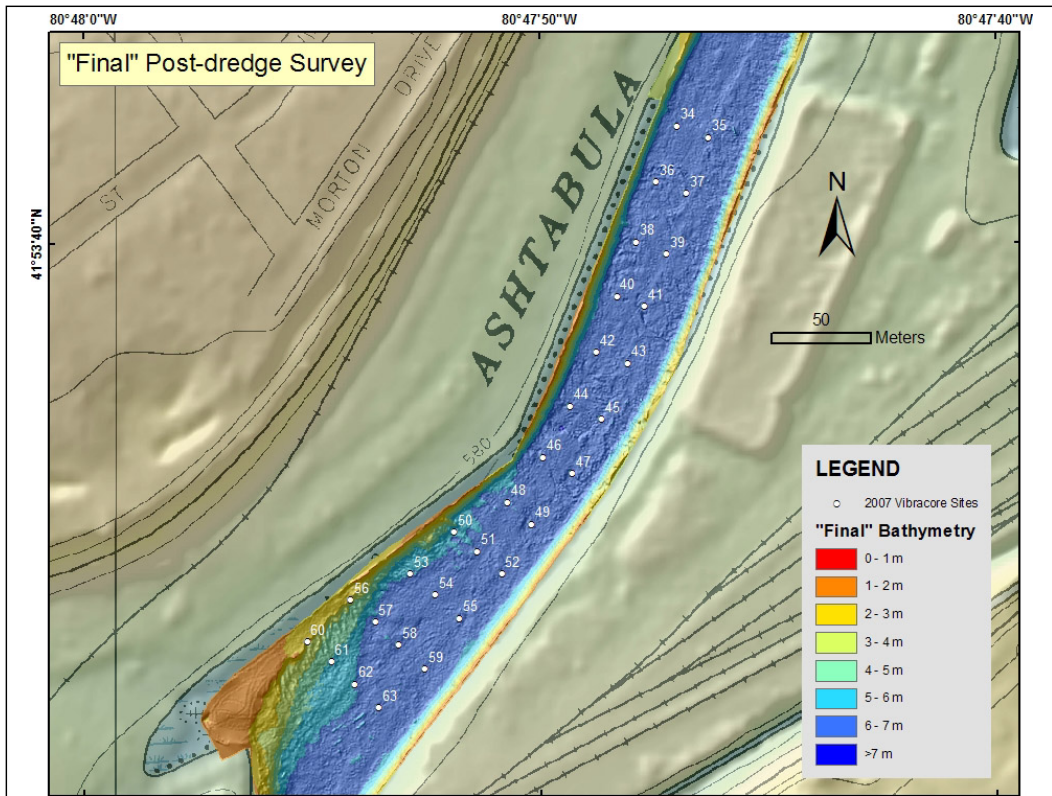 80°48'0"W
80°47'50"W
80°47'40"W
"Final" Post-dredge Survey
41°53'40"N
ST
MORTON DRIVE
ASHTABULA
580
N
50
Meters
34
35
36
37
38
39
40
41
42
43
44
45
46
47
48
49
50
51
52
53
54
55
56
57
58
59
60
61
62
63
LEGEND
2007 Vibracore Sites
"Final" Bathymetry
0 - 1 m
1 - 2 m
2 - 3 m
3 - 4 m
4 - 5 m
5 - 6 m
6 - 7 m
>7 m